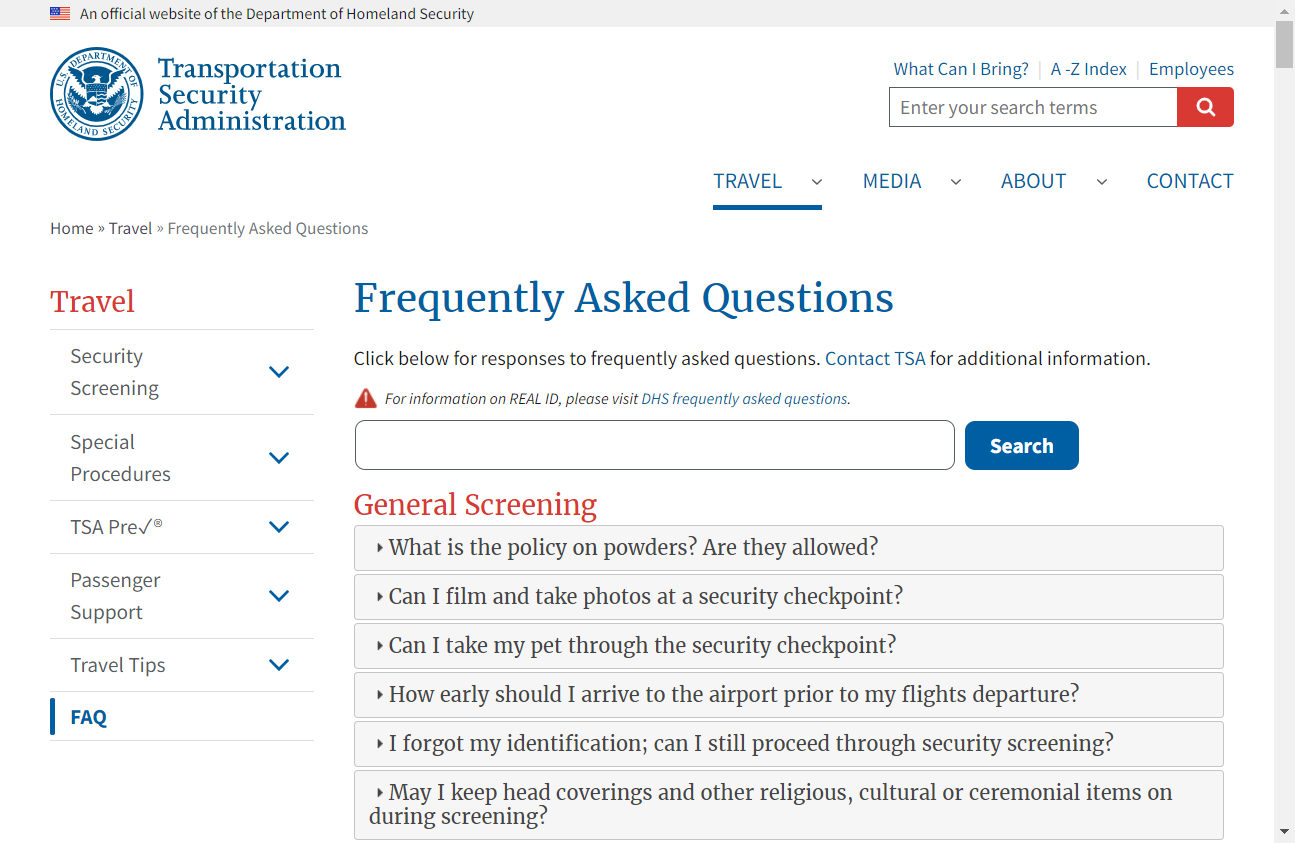 An official website of the Department of Homeland Security
U.S. DEPARTMENT OF HOMELAND SECURITY
Transportation
Security
Administration
What Can I Bring?
A -Z Index
Employees
Enter your search terms
TRAVEL
MEDIA
ABOUT
CONTACT
Home » Travel » Frequently Asked Questions
Travel
Security
Screening
Special
Procedures
TSA Pre✓®
Passenger
Support
Travel Tips
FAQ
Frequently Asked Questions
Click below for responses to frequently asked questions. Contact TSA for additional information.
For information on REAL ID, please visit DHS frequently asked questions.
Search
General Screening
What is the policy on powders? Are they allowed?
Can I film and take photos at a security checkpoint?
Can I take my pet through the security checkpoint?
How early should I arrive to the airport prior to my flights departure?
I forgot my identification; can I still proceed through security screening?
May I keep head coverings and other religious, cultural or ceremonial items on
during screening?